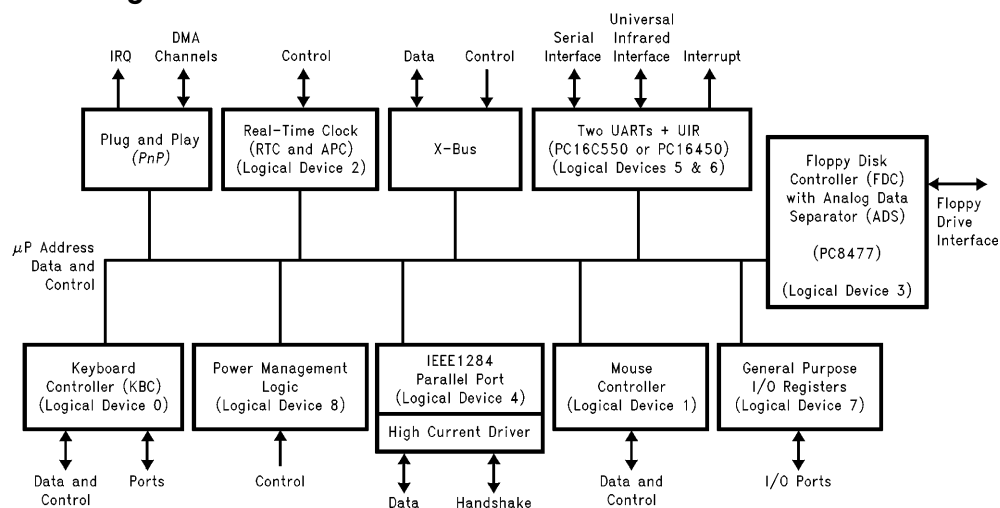 IRQ
DMA
Channels
Control
Data
Control
Serial
Interface
Universal
Infrared
Interface
Interrupt
Plug and Play
(PnP)
Real-Time Clock
(RTC and APC)
(Logical Device 2)
X-Bus
Two UARTs + UIR
(PC16C550 or PC16450)
(Logical Devices 5 & 6)
Floppy Disk
Controller (FDC)
with Analog Data
Separator (ADS)
(PC8477)
(Logical Device 3)
Floppy
Drive
Interface
μP Address
Data and
Control
Keyboard
Controller (KBC)
(Logical Device 0)
Power Management
Logic
(Logical Device 8)
IEEE1284
Parallel Port
(Logical Device 4)
High Current Driver
Mouse
Controller
(Logical Device 1)
General Purpose
I/O Registers
(Logical Device 7)
Data and
Control
Ports
Control
Data
Handshake
Data and
Control
I/O Ports